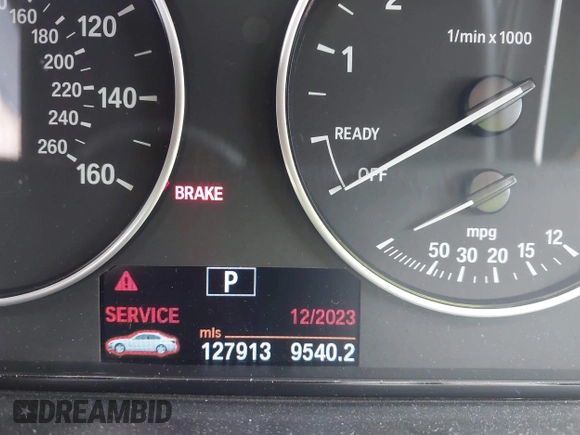 160 120
180
200
220 140
240
260 160
2
1/min x 1000
1
READY
OFF
BRAKE
mpg
50 30 20 15 12
P
SERVICE 12/2023
mls
127913 9540.2
DREAMBID